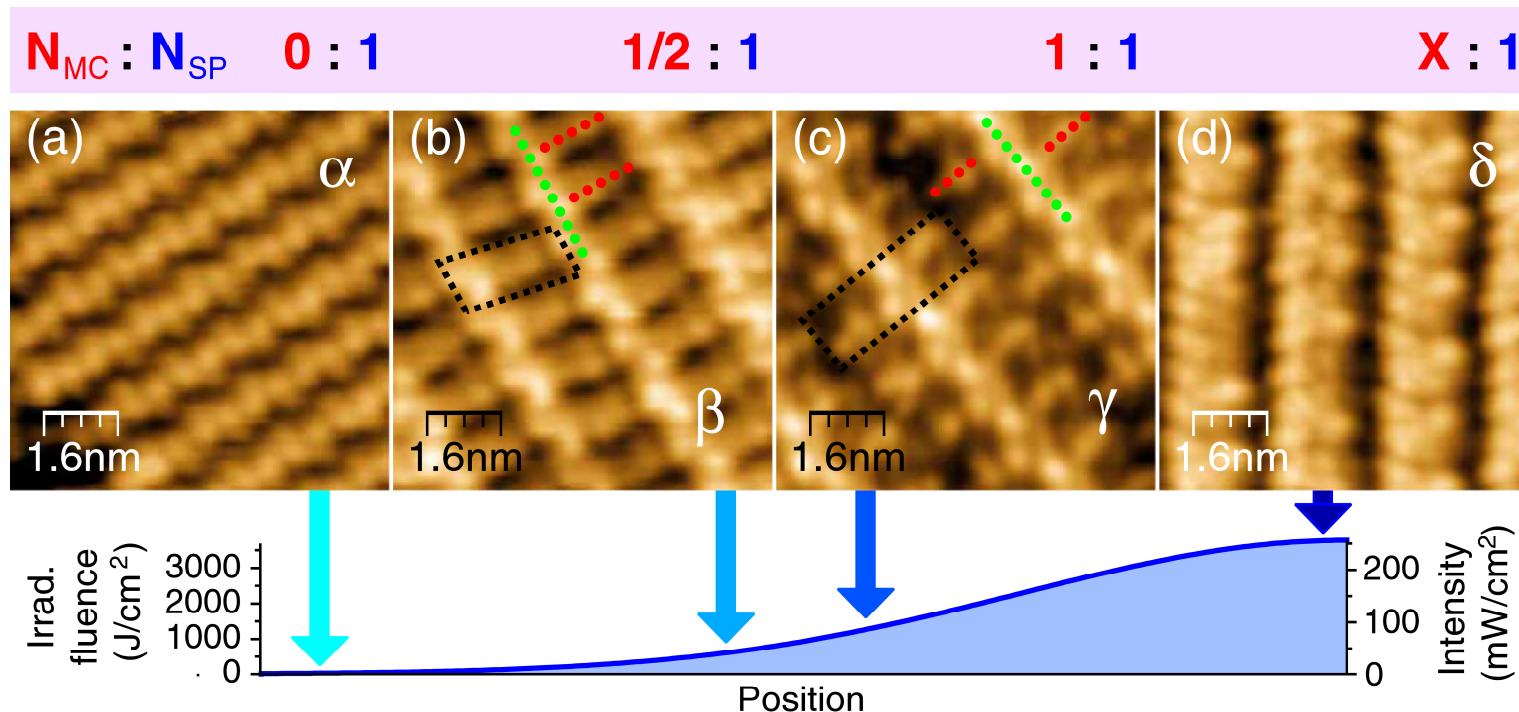 N_MC : N_SP 0 : 1 1/2 : 1 1 : 1 X : 1
(a) α (b) β (c) γ (d) δ
1.6nm 1.6nm 1.6nm 1.6nm
Irrad.
fluence
(J/cm²)
3000
2000
1000
0
200
100
0
Intensity
(mW/cm²)
Position